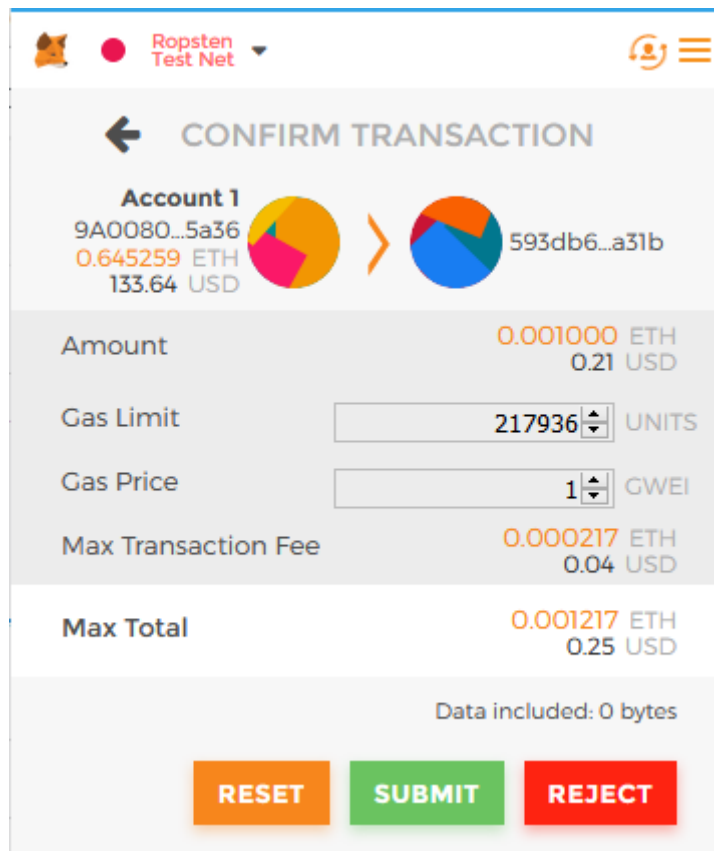 Ropsten
Test Net
CONFIRM TRANSACTION
Account 1
9A0080...5a36
0.645259 ETH
133.64 USD
593db6...a31b
Amount 0.001000 ETH
0.21 USD
Gas Limit 217936 UNITS
Gas Price 1 GWEI
Max Transaction Fee 0.000217 ETH
0.04 USD
Max Total 0.001217 ETH
0.25 USD
Data included: 0 bytes
RESET SUBMIT REJECT